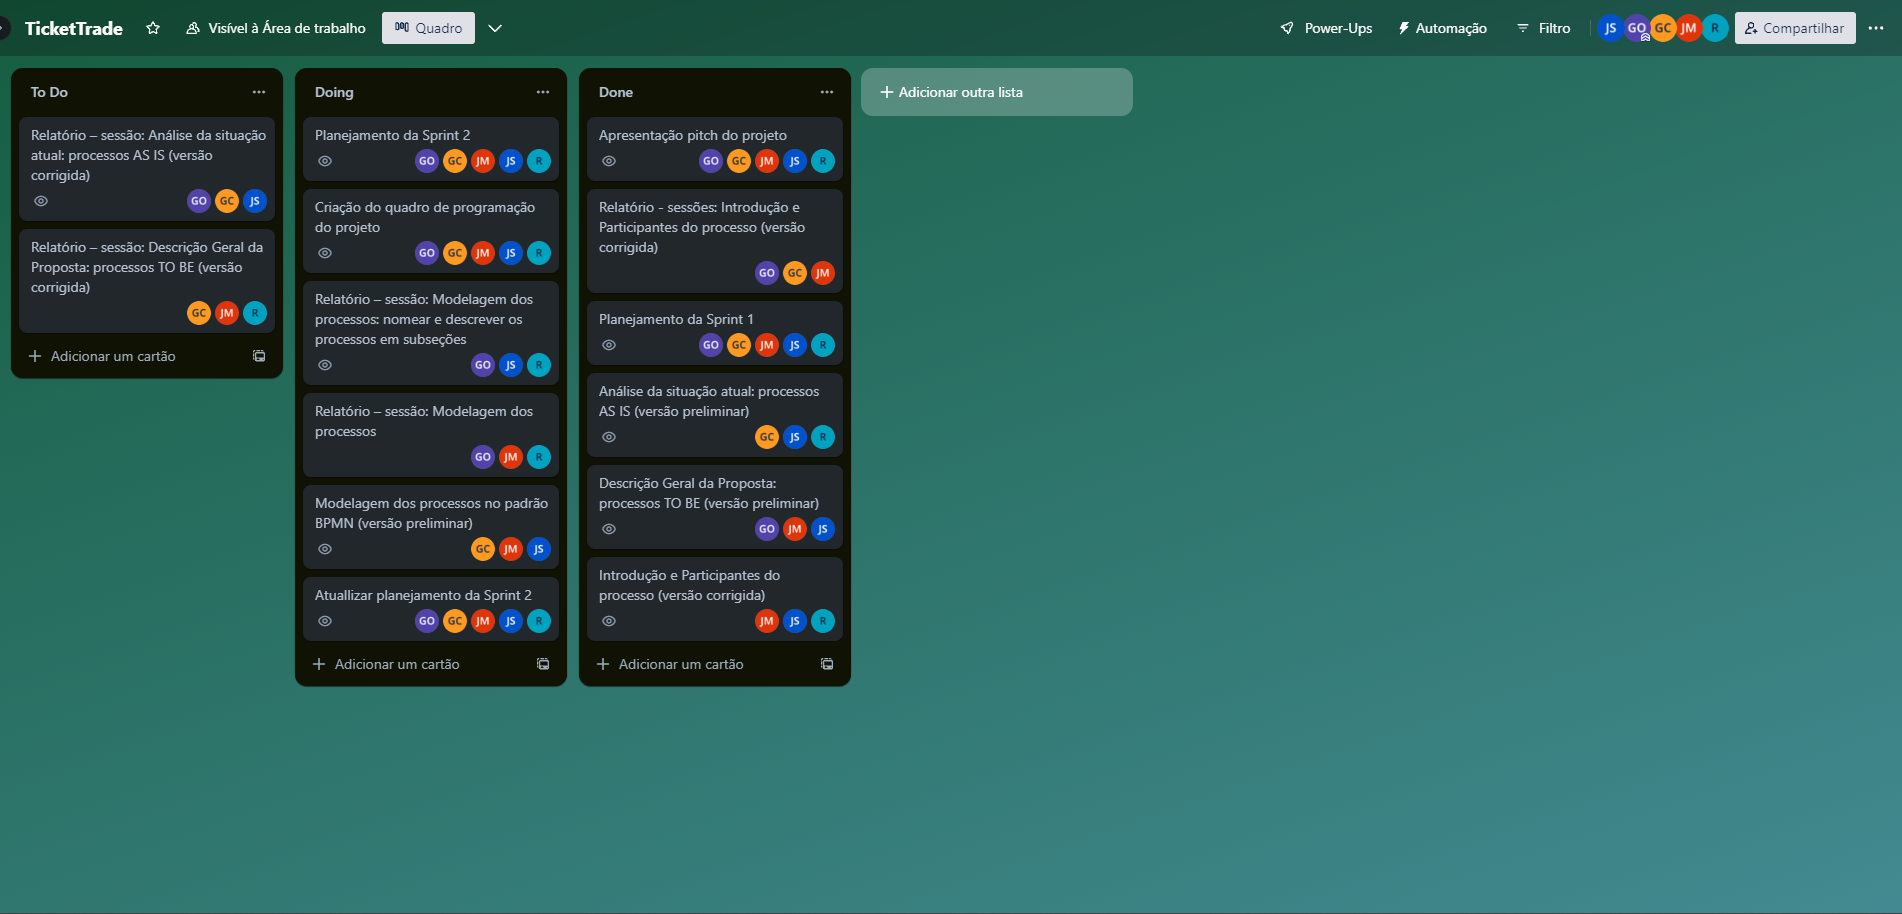 TicketTrade
Visível à Área de trabalho
Quadro
Power-Ups
Automação
Filtro
JS GO GC JM R
Compartilhar
To Do
Relatório – sessão: Análise da situação
atual: processos AS IS (versão
corrigida)
GO GC JS
Relatório – sessão: Descrição Geral da
Proposta: processos TO BE (versão
corrigida)
GC JM R
Adicionar um cartão
Doing
Planejamento da Sprint 2
GO GC JM JS R
Criação do quadro de programação
do projeto
GO GC JM JS R
Relatório – sessão: Modelagem dos
processos: nomear e descrever os
processos em subseções
GO JS R
Relatório – sessão: Modelagem dos
processos
GO JM R
Modelagem dos processos no padrão
BPMN (versão preliminar)
GC JM JS
Atuallizar planejamento da Sprint 2
GO GC JM JS R
Adicionar um cartão
Done
Apresentação pitch do projeto
GO GC JM JS R
Relatório - sessões: Introdução e
Participantes do processo (versão
corrigida)
GO GC JM
Planejamento da Sprint 1
GO GC JM JS R
Análise da situação atual: processos
AS IS (versão preliminar)
GC JS R
Descrição Geral da Proposta:
processos TO BE (versão preliminar)
GO JM JS
Introdução e Participantes do
processo (versão corrigida)
JM JS R
Adicionar um cartão
Adicionar outra lista